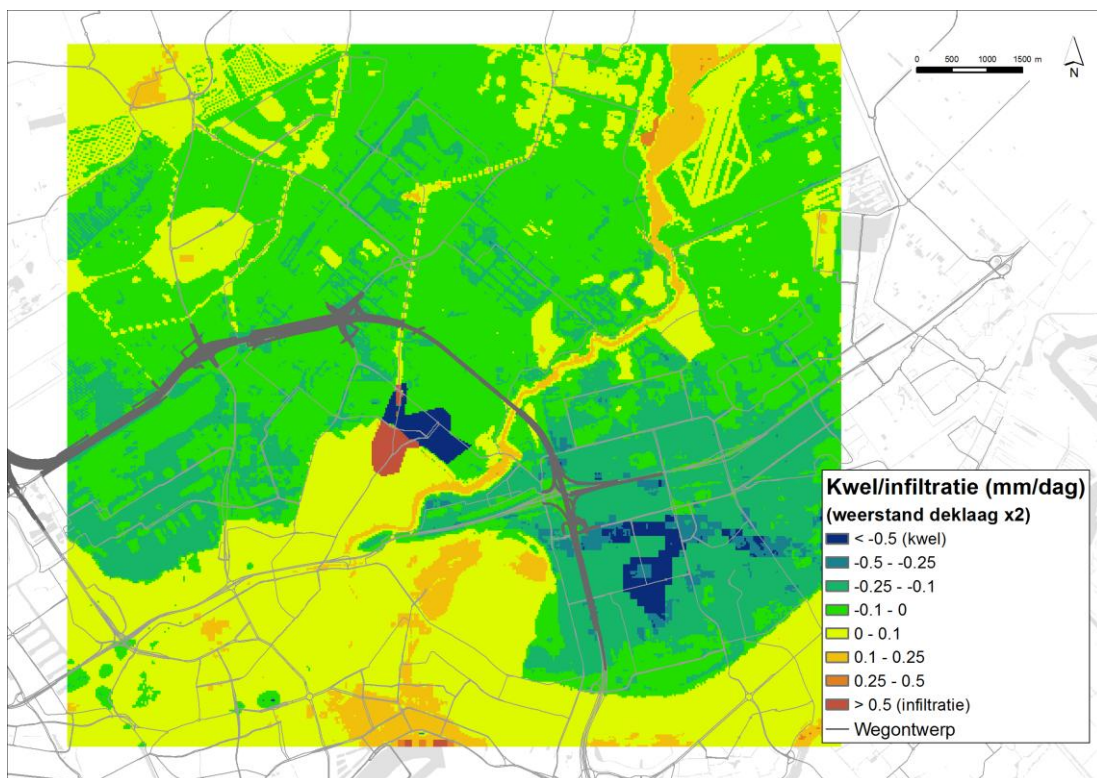 0 500 1000 1500 m
N
Kwel/infiltratie (mm/dag)
(weerstand deklaag x2)
< -0.5 (kwel)
-0.5 - -0.25
-0.25 - -0.1
-0.1 - 0
0 - 0.1
0.1 - 0.25
0.25 - 0.5
> 0.5 (infiltratie)
Wegontwerp